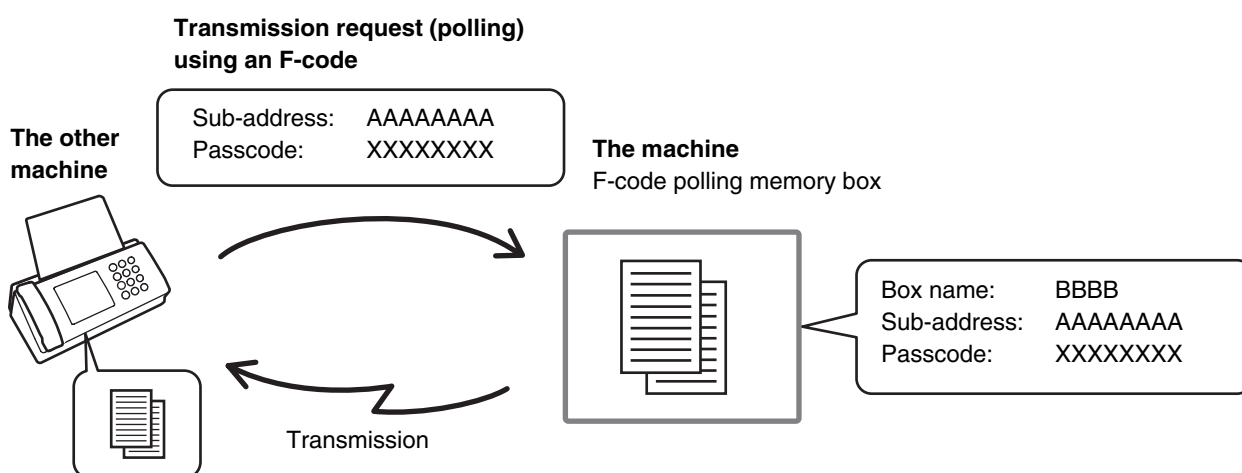 Transmission request (polling)
using an F-code
Sub-address: AAAAAAAA
Passcode: XXXXXXXX
The other
machine
The machine
F-code polling memory box
Box name: BBBB
Sub-address: AAAAAAAA
Passcode: XXXXXXXX
Transmission